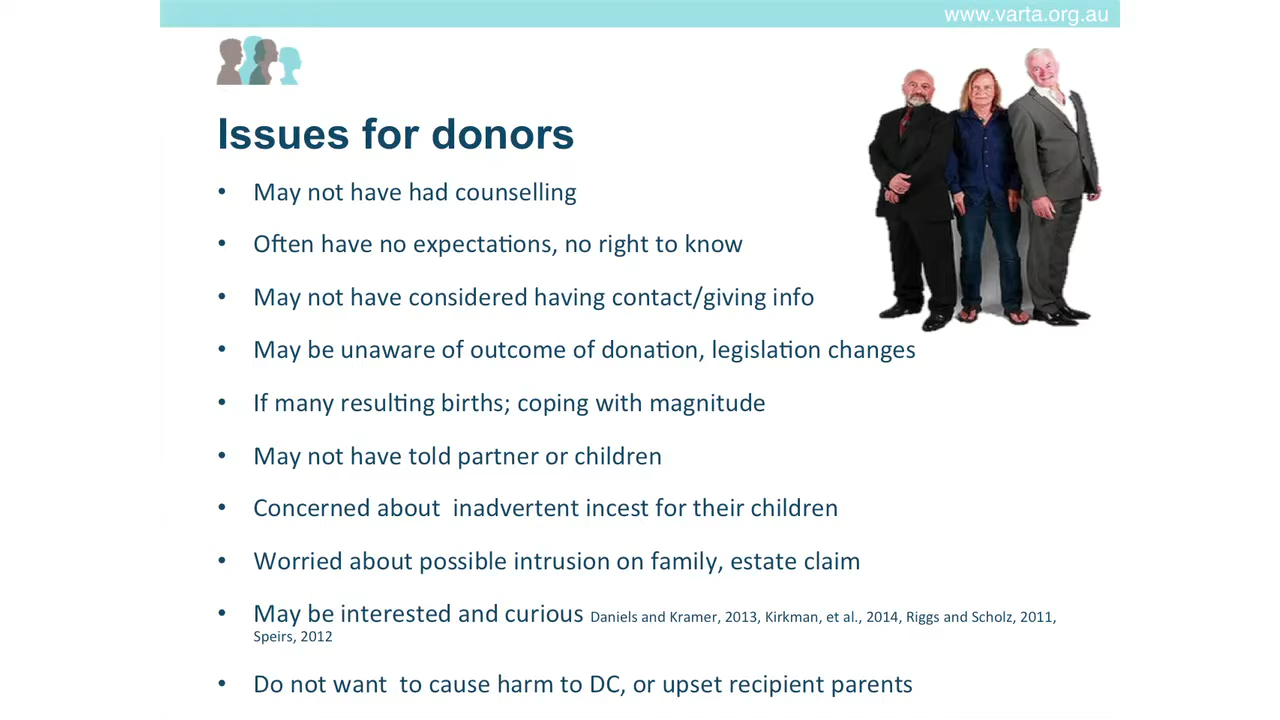 www.varta.org.au
Issues for donors
• May not have had counselling
• Often have no expectations, no right to know
• May not have considered having contact/giving info
• May be unaware of outcome of donation, legislation changes
• If many resulting births; coping with magnitude
• May not have told partner or children
• Concerned about  inadvertent incest for their children
• Worried about possible intrusion on family, estate claim
• May be interested and curious Daniels and Kramer, 2013, Kirkman, et al., 2014, Riggs and Scholz, 2011,
Speirs, 2012
• Do not want  to cause harm to DC, or upset recipient parents